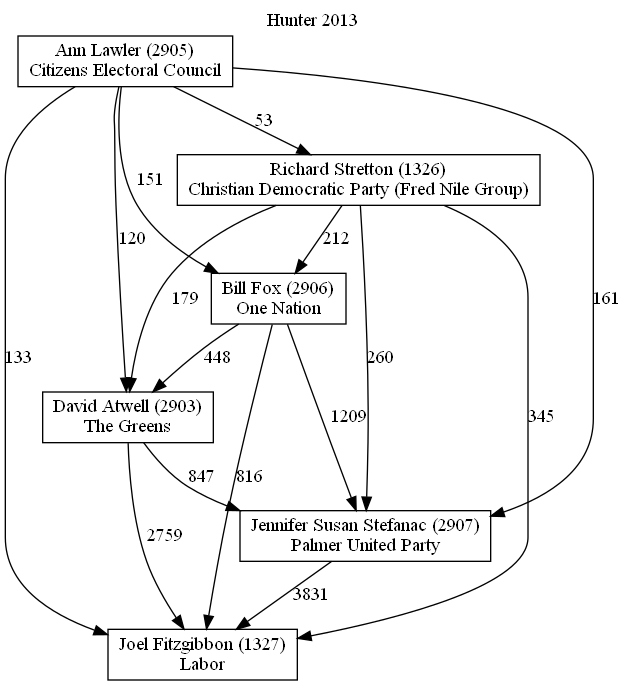 Hunter 2013
Ann Lawler (2905)
Citizens Electoral Council
53
Richard Stretton (1326)
Christian Democratic Party (Fred Nile Group)
151
120
212
Bill Fox (2906)
One Nation
179
161
133
448
260
David Atwell (2903)
The Greens
1209
345
847
816
Jennifer Susan Stefanac (2907)
Palmer United Party
2759
3831
Joel Fitzgibbon (1327)
Labor